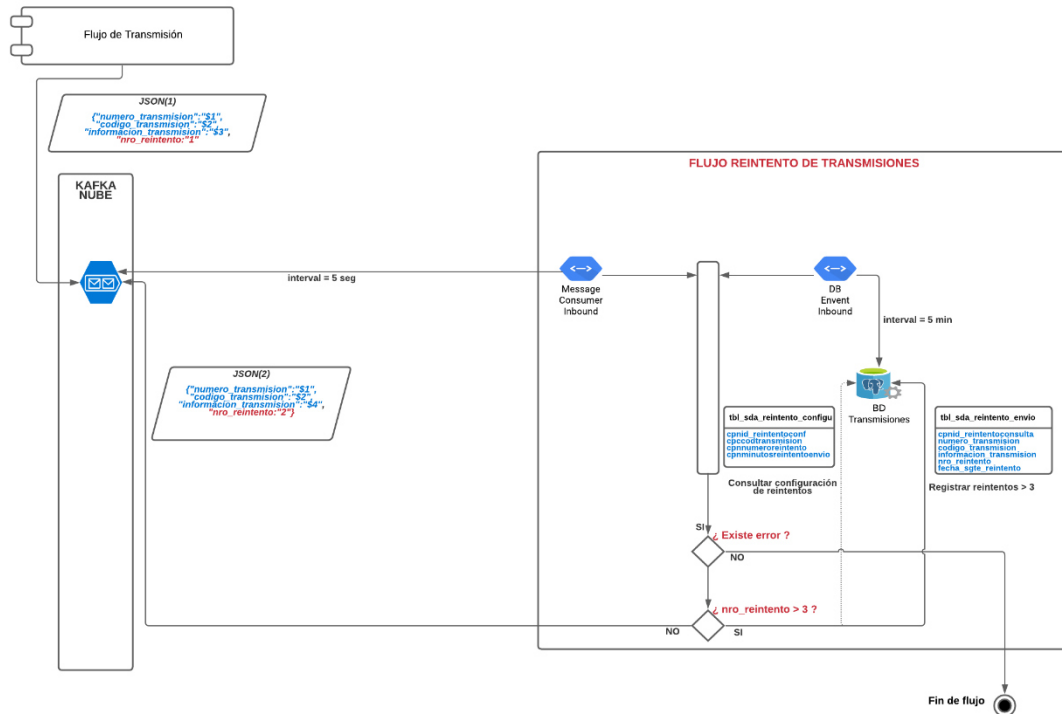 Flujo de Transmisión
JSON(1)
{"numero_transmision":"$1",
"codigo_transmision":"$2",
"informacion_transmision":"$3",
"nro_reintento:"1"
KAFKA
NUBE
FLUJO REINTENTO DE TRANSMISIONES
interval = 5 seg
Message
Consumer
Inbound
DB
Envent
Inbound
interval = 5 min
JSON(2)
{"numero_transmision":"$1",
"codigo_transmision":"$2",
"informacion_transmision":"$4",
"nro_reintento:"2"}
BD
Transmisiones
tbl_sda_reintento_configu
cpnid_reintentoconf
cpccodtransmision
cpnnumeroreintento
cpnminutosreintentoenvio
Consultar configuración
de reintentos
tbl_sda_reintento_envio
cpnid_reintentoconsulta
numero_transmision
codigo_transmision
informacion_transmision
nro_reintento
fecha_sgte_reintento
Registrar reintentos > 3
SI
¿ Existe error ?
NO
¿ nro_reintento > 3 ?
NO
SI
Fin de flujo